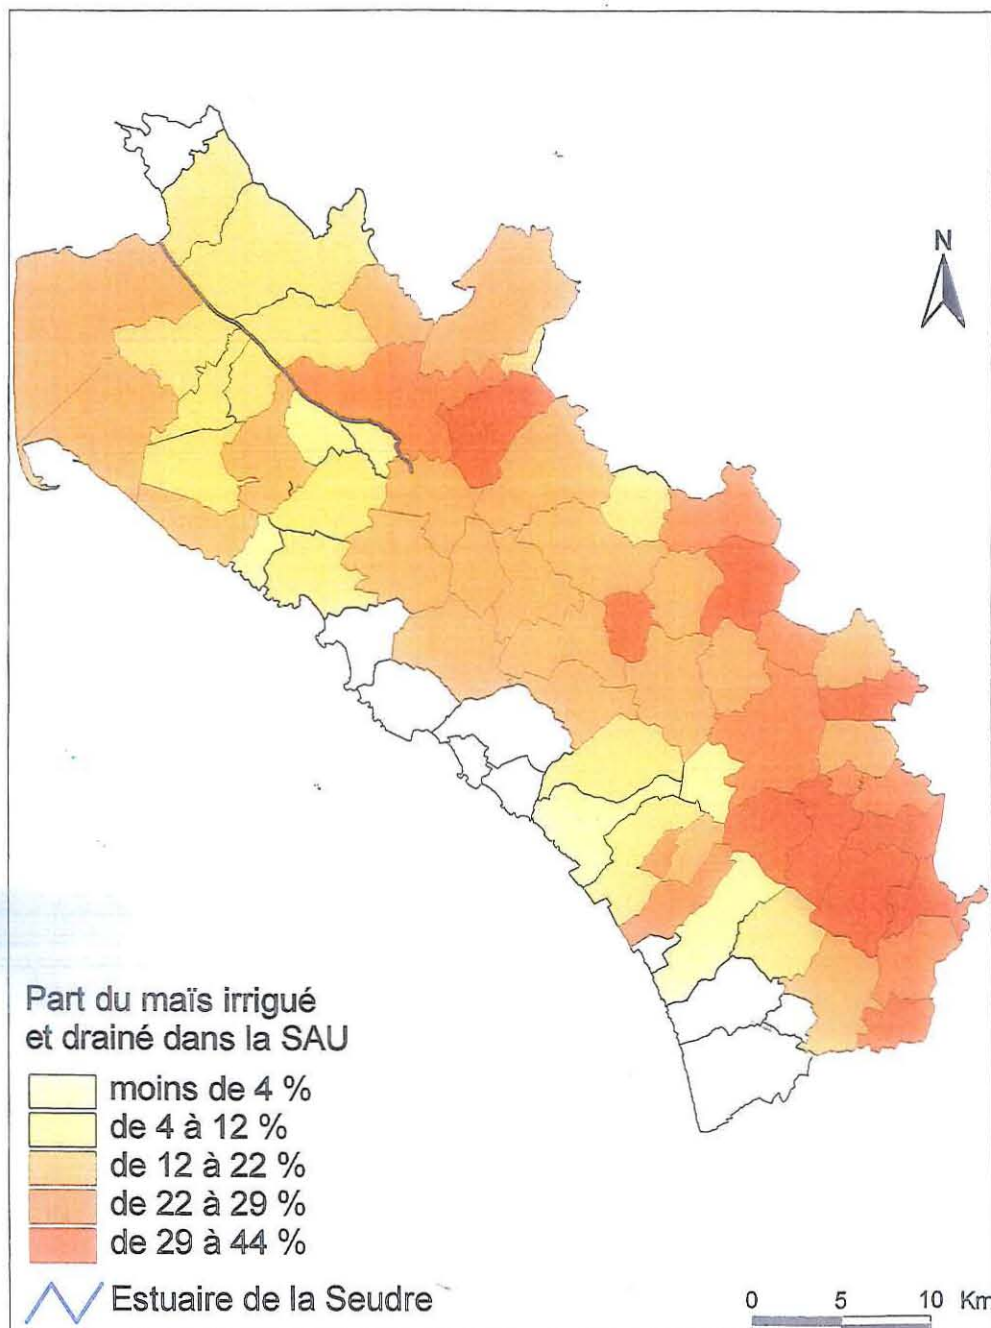 N
Part du maïs irrigué
et drainé dans la SAU
moins de 4 %
de 4 à 12 %
de 12 à 22 %
de 22 à 29 %
de 29 à 44 %
Estuaire de la Seudre
0 5 10 Km